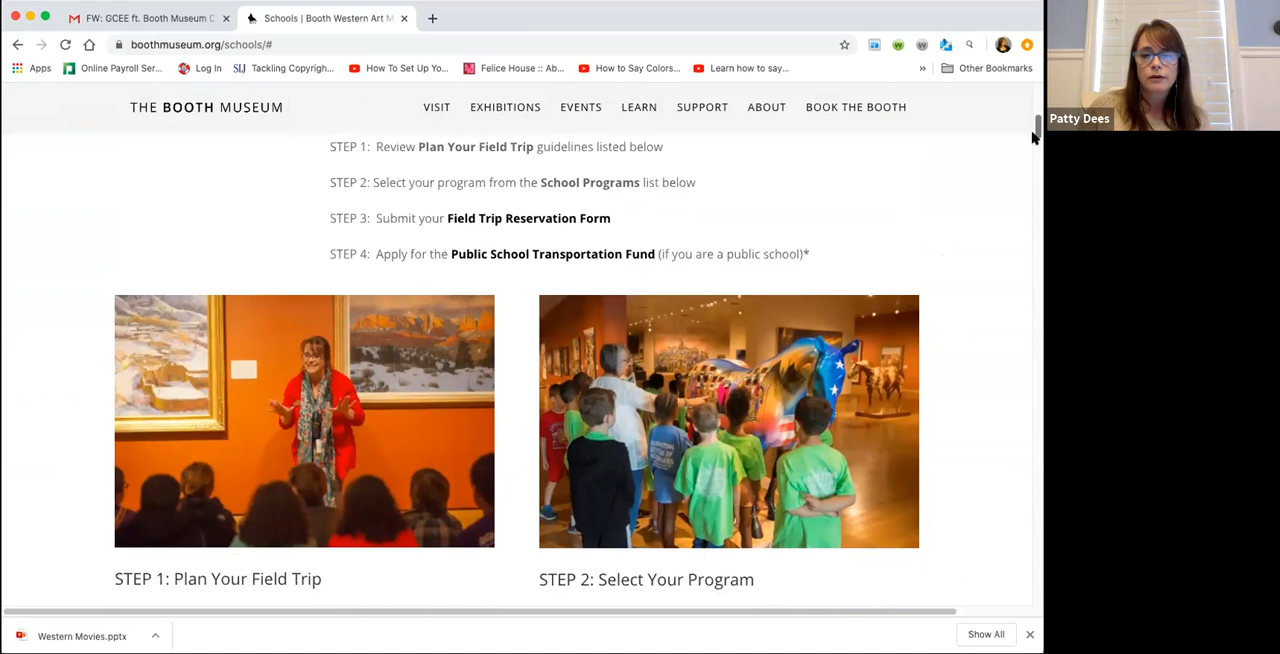 FW: GCEE ft. Booth Museum C
Schools | Booth Western Art M
boothmuseum.org/schools/#
Apps
Online Payroll Ser...
Log In
SLJ
Tackling Copyrigh...
How To Set Up Yo...
Felice House :: Ab...
How to Say Colors...
Learn how to say...
»
Other Bookmarks
Patty Dees
THE BOOTH MUSEUM
VISIT
EXHIBITIONS
EVENTS
LEARN
SUPPORT
ABOUT
BOOK THE BOOTH
STEP 1: Review Plan Your Field Trip guidelines listed below
STEP 2: Select your program from the School Programs list below
STEP 3: Submit your Field Trip Reservation Form
STEP 4: Apply for the Public School Transportation Fund (if you are a public school)*
STEP 1: Plan Your Field Trip
STEP 2: Select Your Program
Western Movies.pptx
Show All